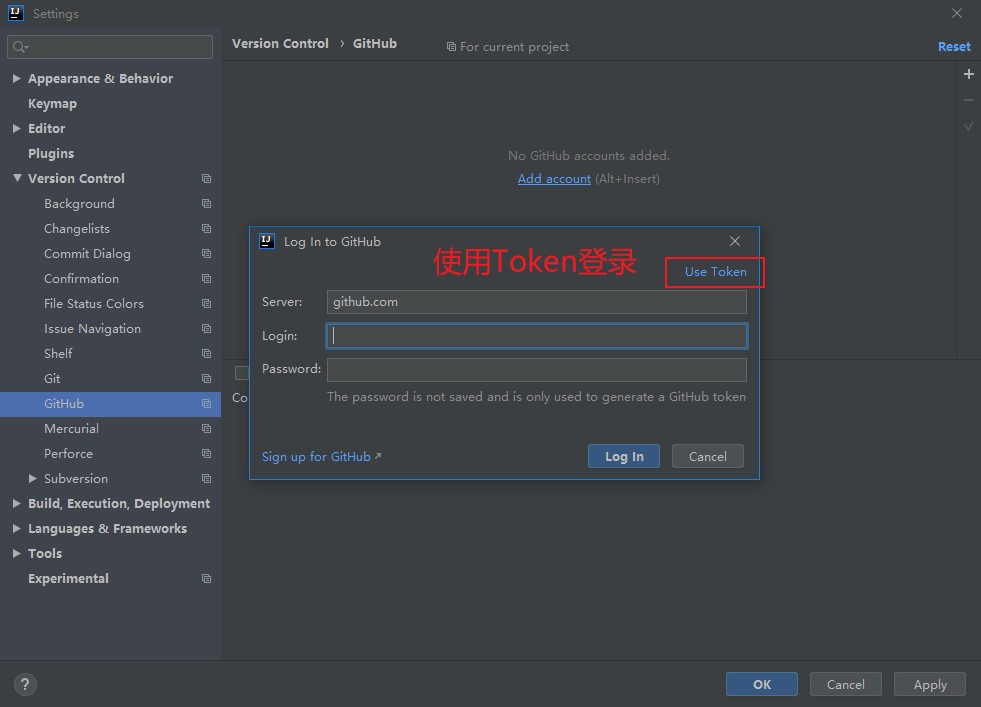 IJ Settings
Version Control › GitHub
For current project
Reset
Appearance & Behavior
Keymap
Editor
Plugins
Version Control
Background
Changelists
Commit Dialog
Confirmation
File Status Colors
Issue Navigation
Shelf
Git
GitHub
Mercurial
Perforce
Subversion
Build, Execution, Deployment
Languages & Frameworks
Tools
Experimental
No GitHub accounts added.
Add account (Alt+Insert)
Co
IJ Log In to GitHub
使用Token登录
Use Token
Server: github.com
Login:
Password:
The password is not saved and is only used to generate a GitHub token
Sign up for GitHub
Log In
Cancel
?
OK
Cancel
Apply